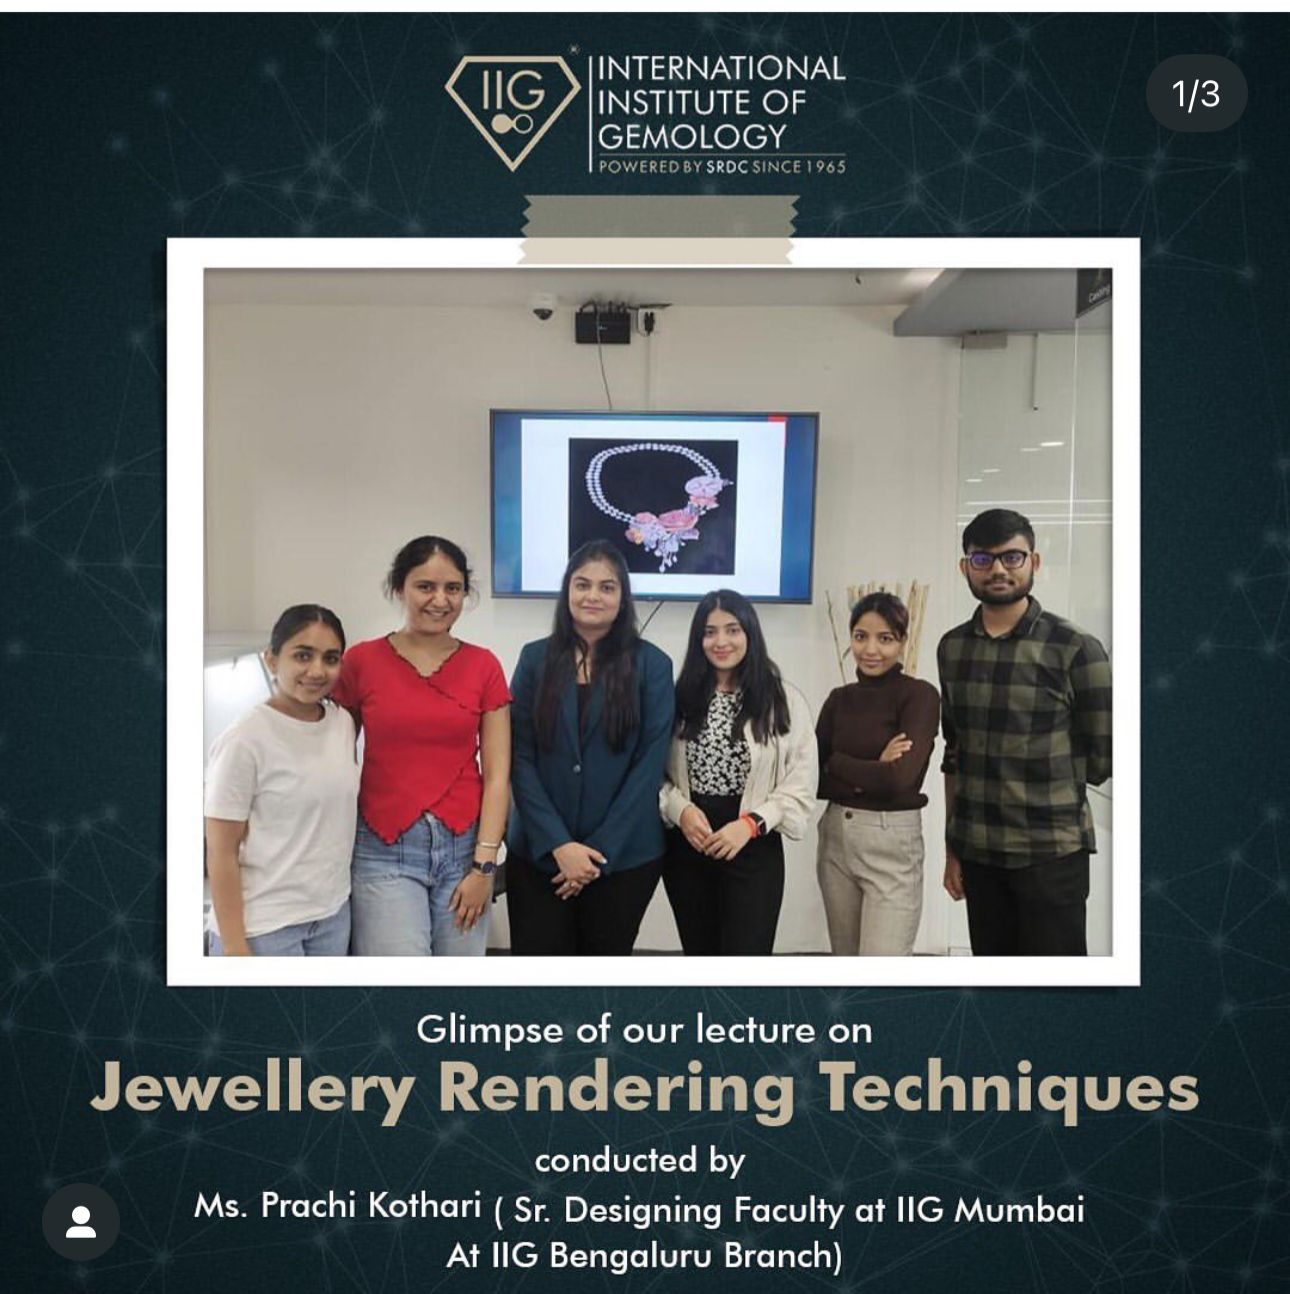 IIG
INTERNATIONAL
INSTITUTE OF
GEMOLOGY
POWERED BY SRDC SINCE 1965
1/3
Glimpse of our lecture on
Jewellery Rendering Techniques
conducted by
Ms. Prachi Kothari ( Sr. Designing Faculty at IIG Mumbai
At IIG Bengaluru Branch)